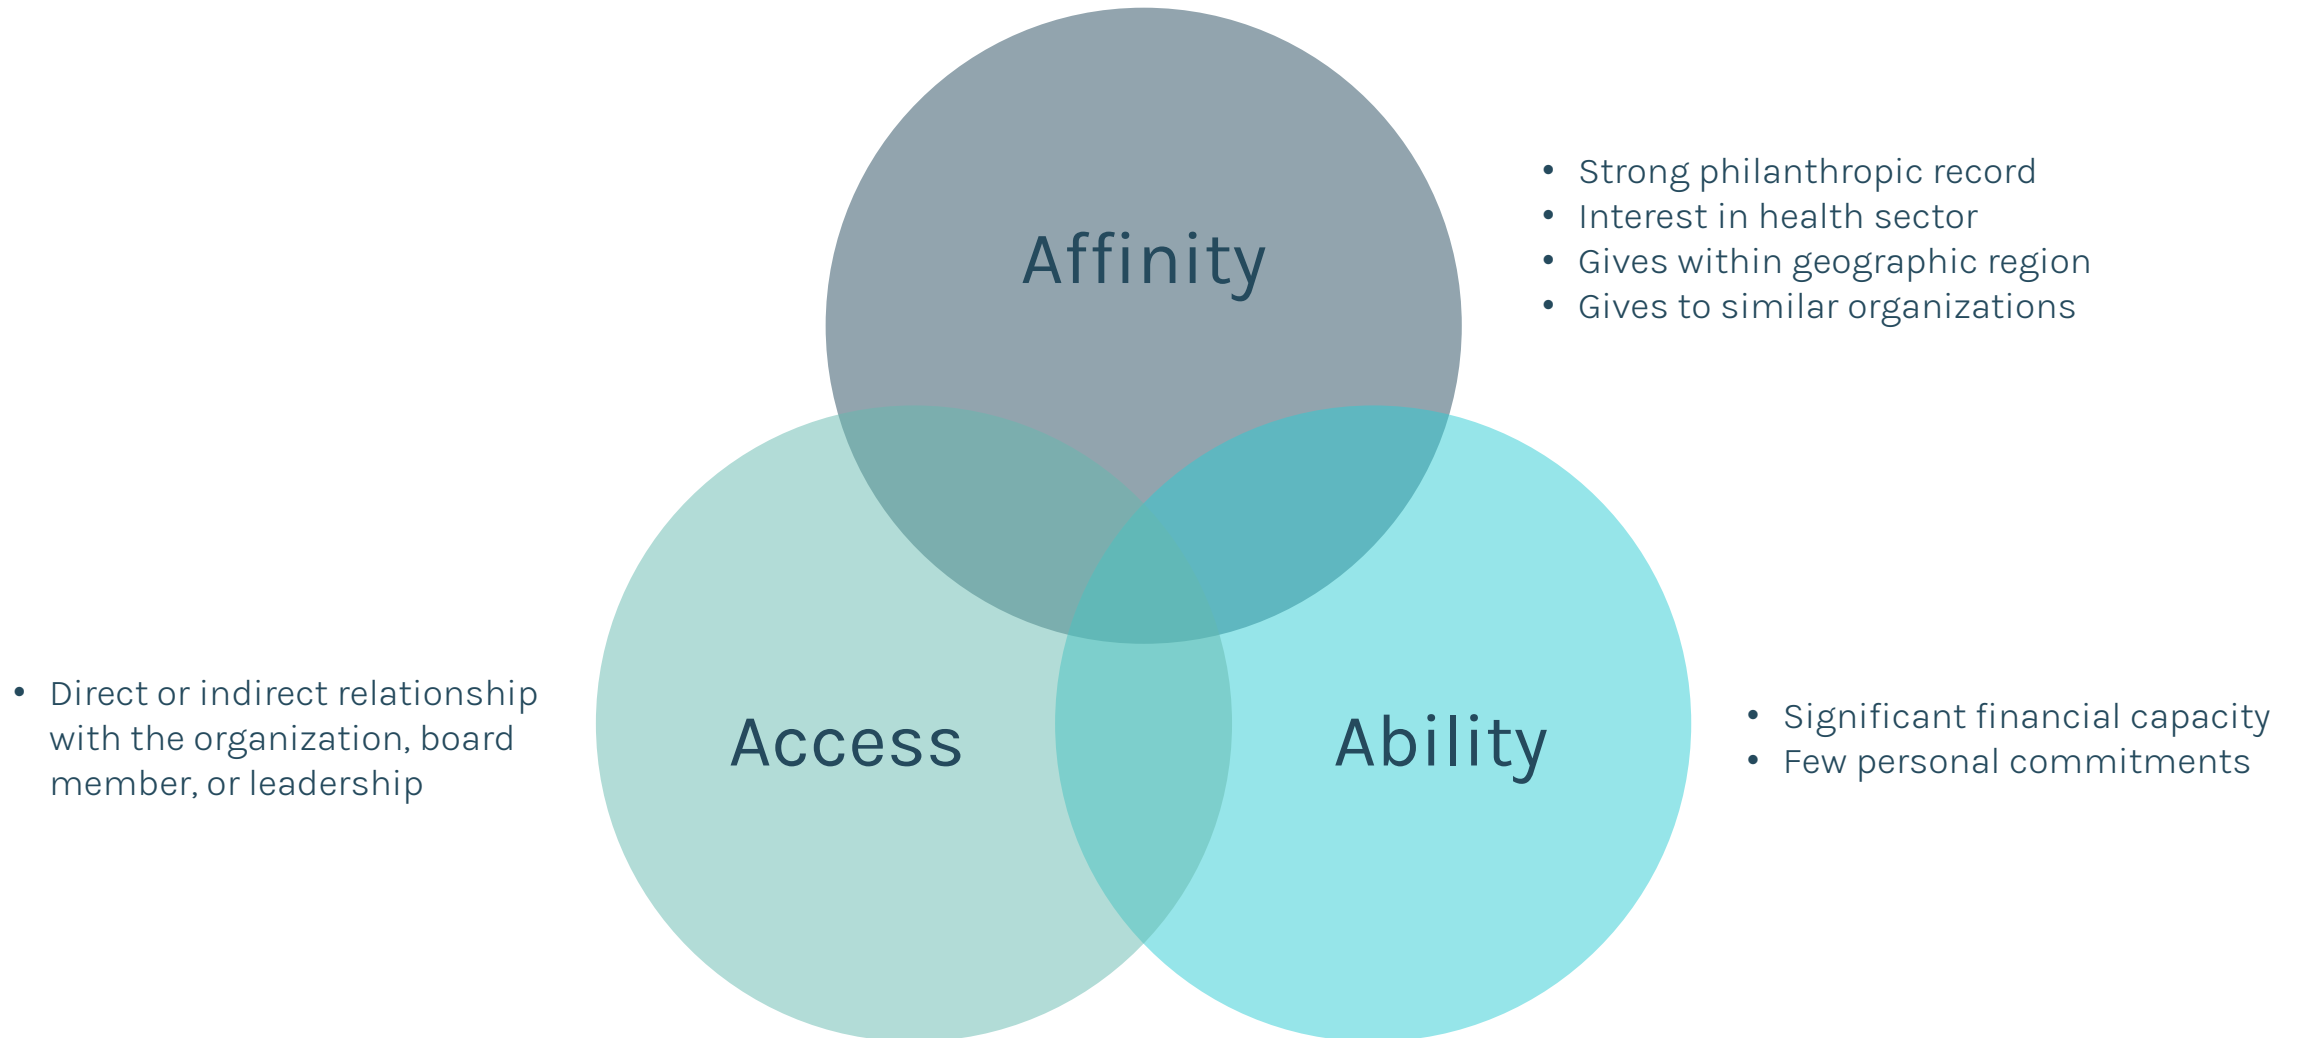 Affinity
• Strong philanthropic record
• Interest in health sector
• Gives within geographic region
• Gives to similar organizations
• Direct or indirect relationship
with the organization, board
member, or leadership
Access
Ability
• Significant financial capacity
• Few personal commitments